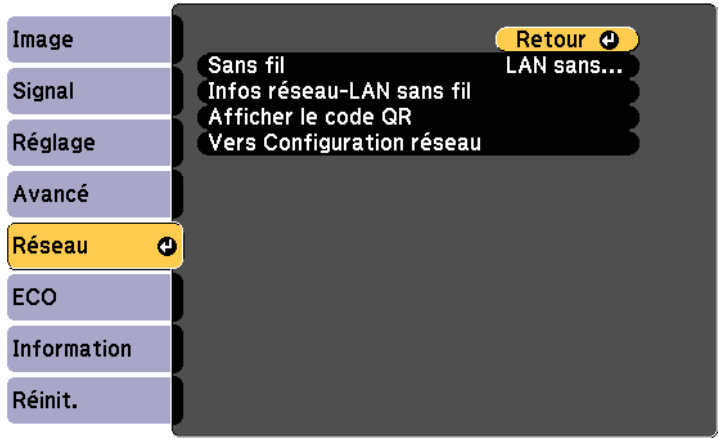 Image
Signal
Réglage
Avancé
Réseau
ECO
Information
Réinit.
Retour
Sans fil LAN sans...
Infos réseau-LAN sans fil
Afficher le code QR
Vers Configuration réseau